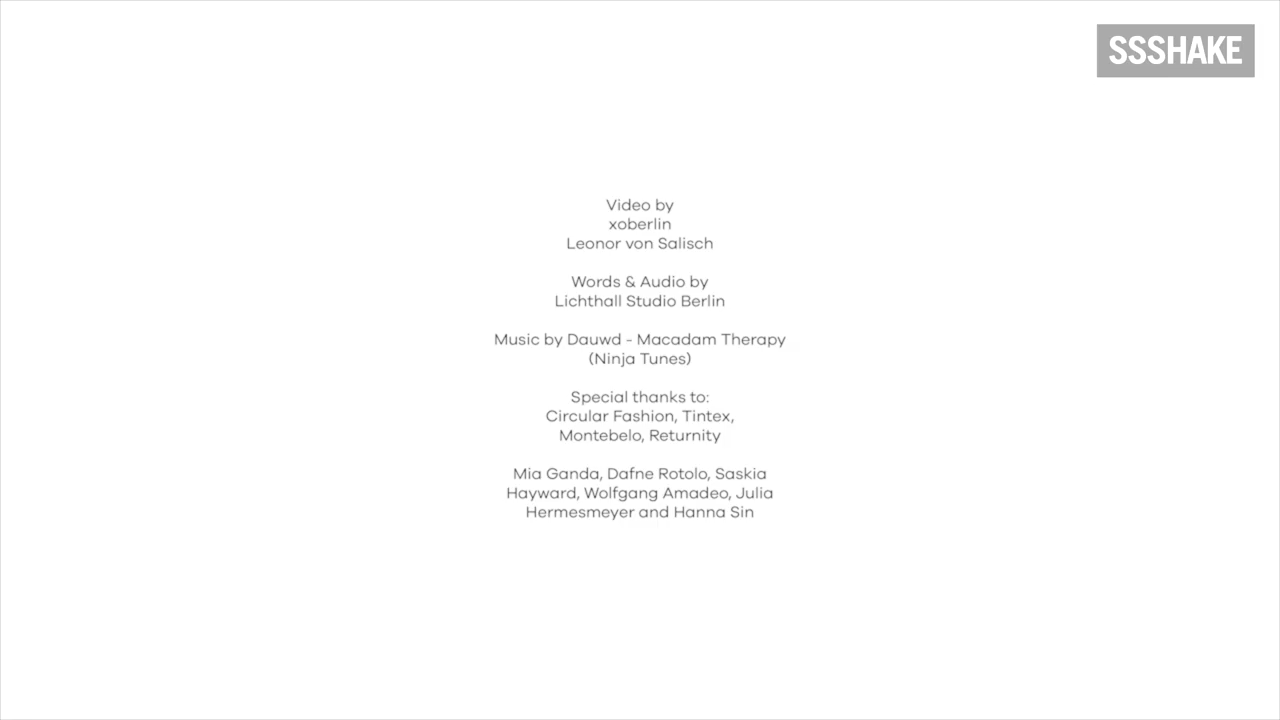 SSSHAKE
Video by
xoberlin
Leonor von Salisch
Words & Audio by
Lichthall Studio Berlin
Music by Dauwd - Macadam Therapy
(Ninja Tunes)
Special thanks to:
Circular Fashion, Tintex,
Montebelo, Returnity
Mia Ganda, Dafne Rotolo, Saskia
Hayward, Wolfgang Amadeo, Julia
Hermesmeyer and Hanna Sin